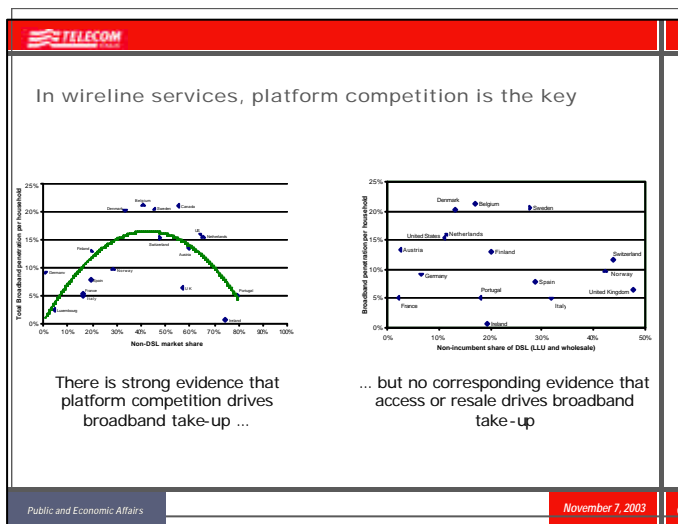 TELECOM
In wireline services, platform competition is the key
Total Broadband penetration per household
25%
20%
15%
10%
5%
0%
Belgium
Canada
Denmark
Sweden
US
Netherlands
Switzerland
Austria
Germany
Norway
Spain
UK
France
Italy
Portugal
Luxembourg
Ireland
0% 10% 20% 30% 40% 50% 60% 70% 80% 90% 100%
Non-DSL market share
Broadband penetration per household
25%
20%
15%
10%
5%
0%
Denmark
Belgium
Sweden
United States
Netherlands
Austria
Finland
Switzerland
Germany
Norway
Spain
United Kingdom
France
Portugal
Italy
Ireland
0% 10% 20% 30% 40% 50%
Non-incumbent share of DSL (LLU and wholesale)
There is strong evidence that
platform competition drives
broadband take-up ...
... but no corresponding evidence that
access or resale drives broadband
take-up
Public and Economic Affairs
November 7, 2003